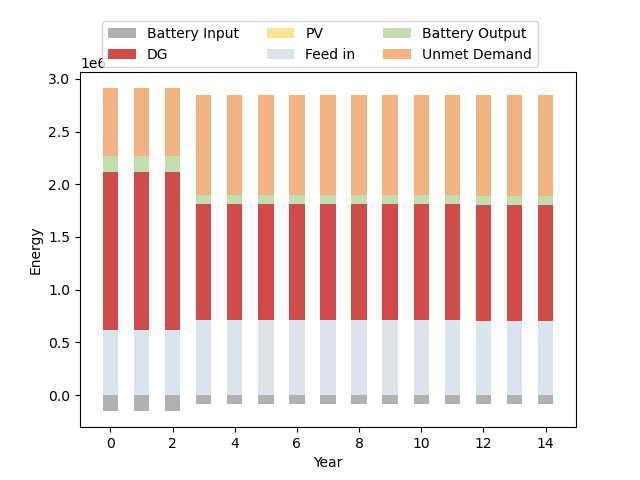 Battery Input PV Battery Output
DG Feed in Unmet Demand
1e6
3.0
2.5
2.0
1.5
1.0
0.5
0.0
Energy
0 2 4 6 8 10 12 14
Year